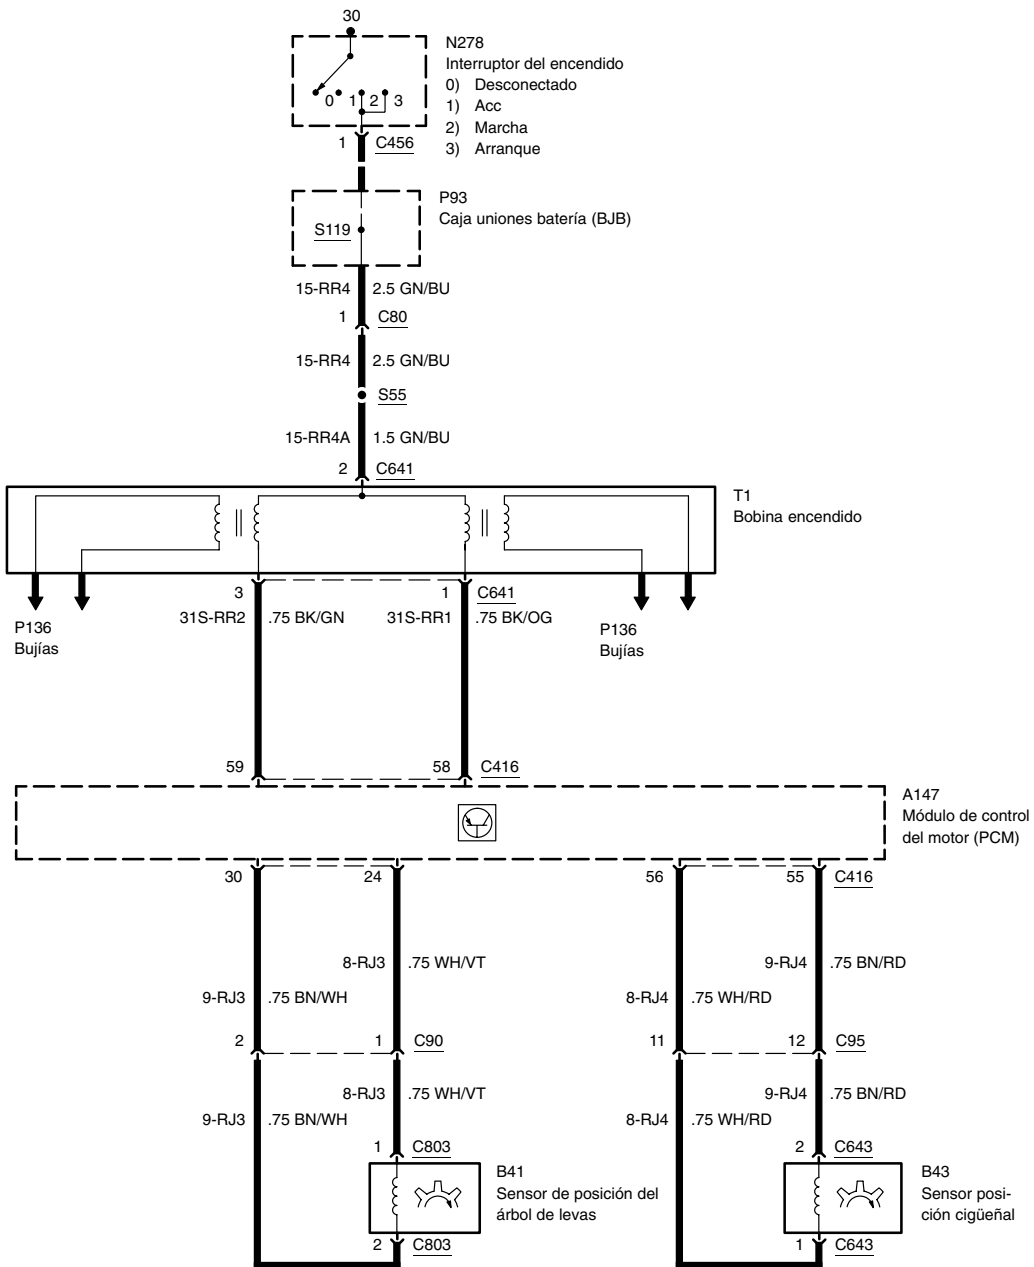 30
N278
Interruptor del encendido
0) Desconectado
1) Acc
2) Marcha
3) Arranque
0 1 2 3
1 C456
P93
Caja uniones batería (BJB)
S119
15-RR4 2.5 GN/BU
1 C80
15-RR4 2.5 GN/BU
S55
15-RR4A 1.5 GN/BU
2 C641
T1
Bobina encendido
3 1 C641
31S-RR2 .75 BK/GN 31S-RR1 .75 BK/OG
P136
Bujías
P136
Bujías
59 58 C416
A147
Módulo de control
del motor (PCM)
30 24 56 55 C416
8-RJ3 .75 WH/VT 9-RJ4 .75 BN/RD
9-RJ3 .75 BN/WH 8-RJ4 .75 WH/RD
2 1 C90 11 12 C95
8-RJ3 .75 WH/VT 9-RJ4 .75 BN/RD
9-RJ3 .75 BN/WH 8-RJ4 .75 WH/RD
1 C803 2 C643
B41
Sensor de posición del
árbol de levas
B43
Sensor posi-
ción cigüeñal
2 C803 1 C643